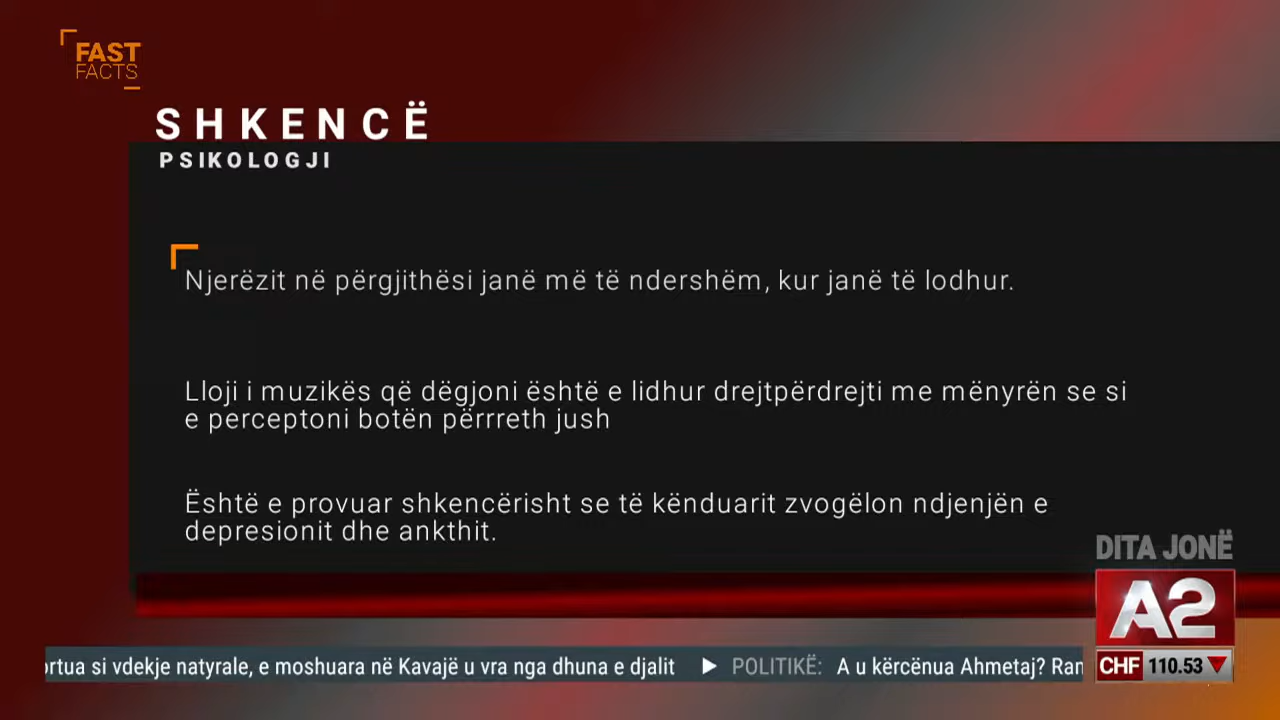 FAST
FACTS
SHKENCË
PSIKOLOGJI
Njerëzit në përgjithësi janë më të ndershëm, kur janë të lodhur.
Lloji i muzikës që dëgjoni është e lidhur drejtpërdrejti me mënyrën se si
e perceptoni botën përrreth jush
Është e provuar shkencërisht se të kënduarit zvogëlon ndjenjën e
depresionit dhe ankthit.
DITA JONË
A2
ortua si vdekje natyrale, e moshuara në Kavajë u vra nga dhuna e djalit ▶ POLITIKË: A u kërcënua Ahmetaj? Ran
CHF 110.53 ▼